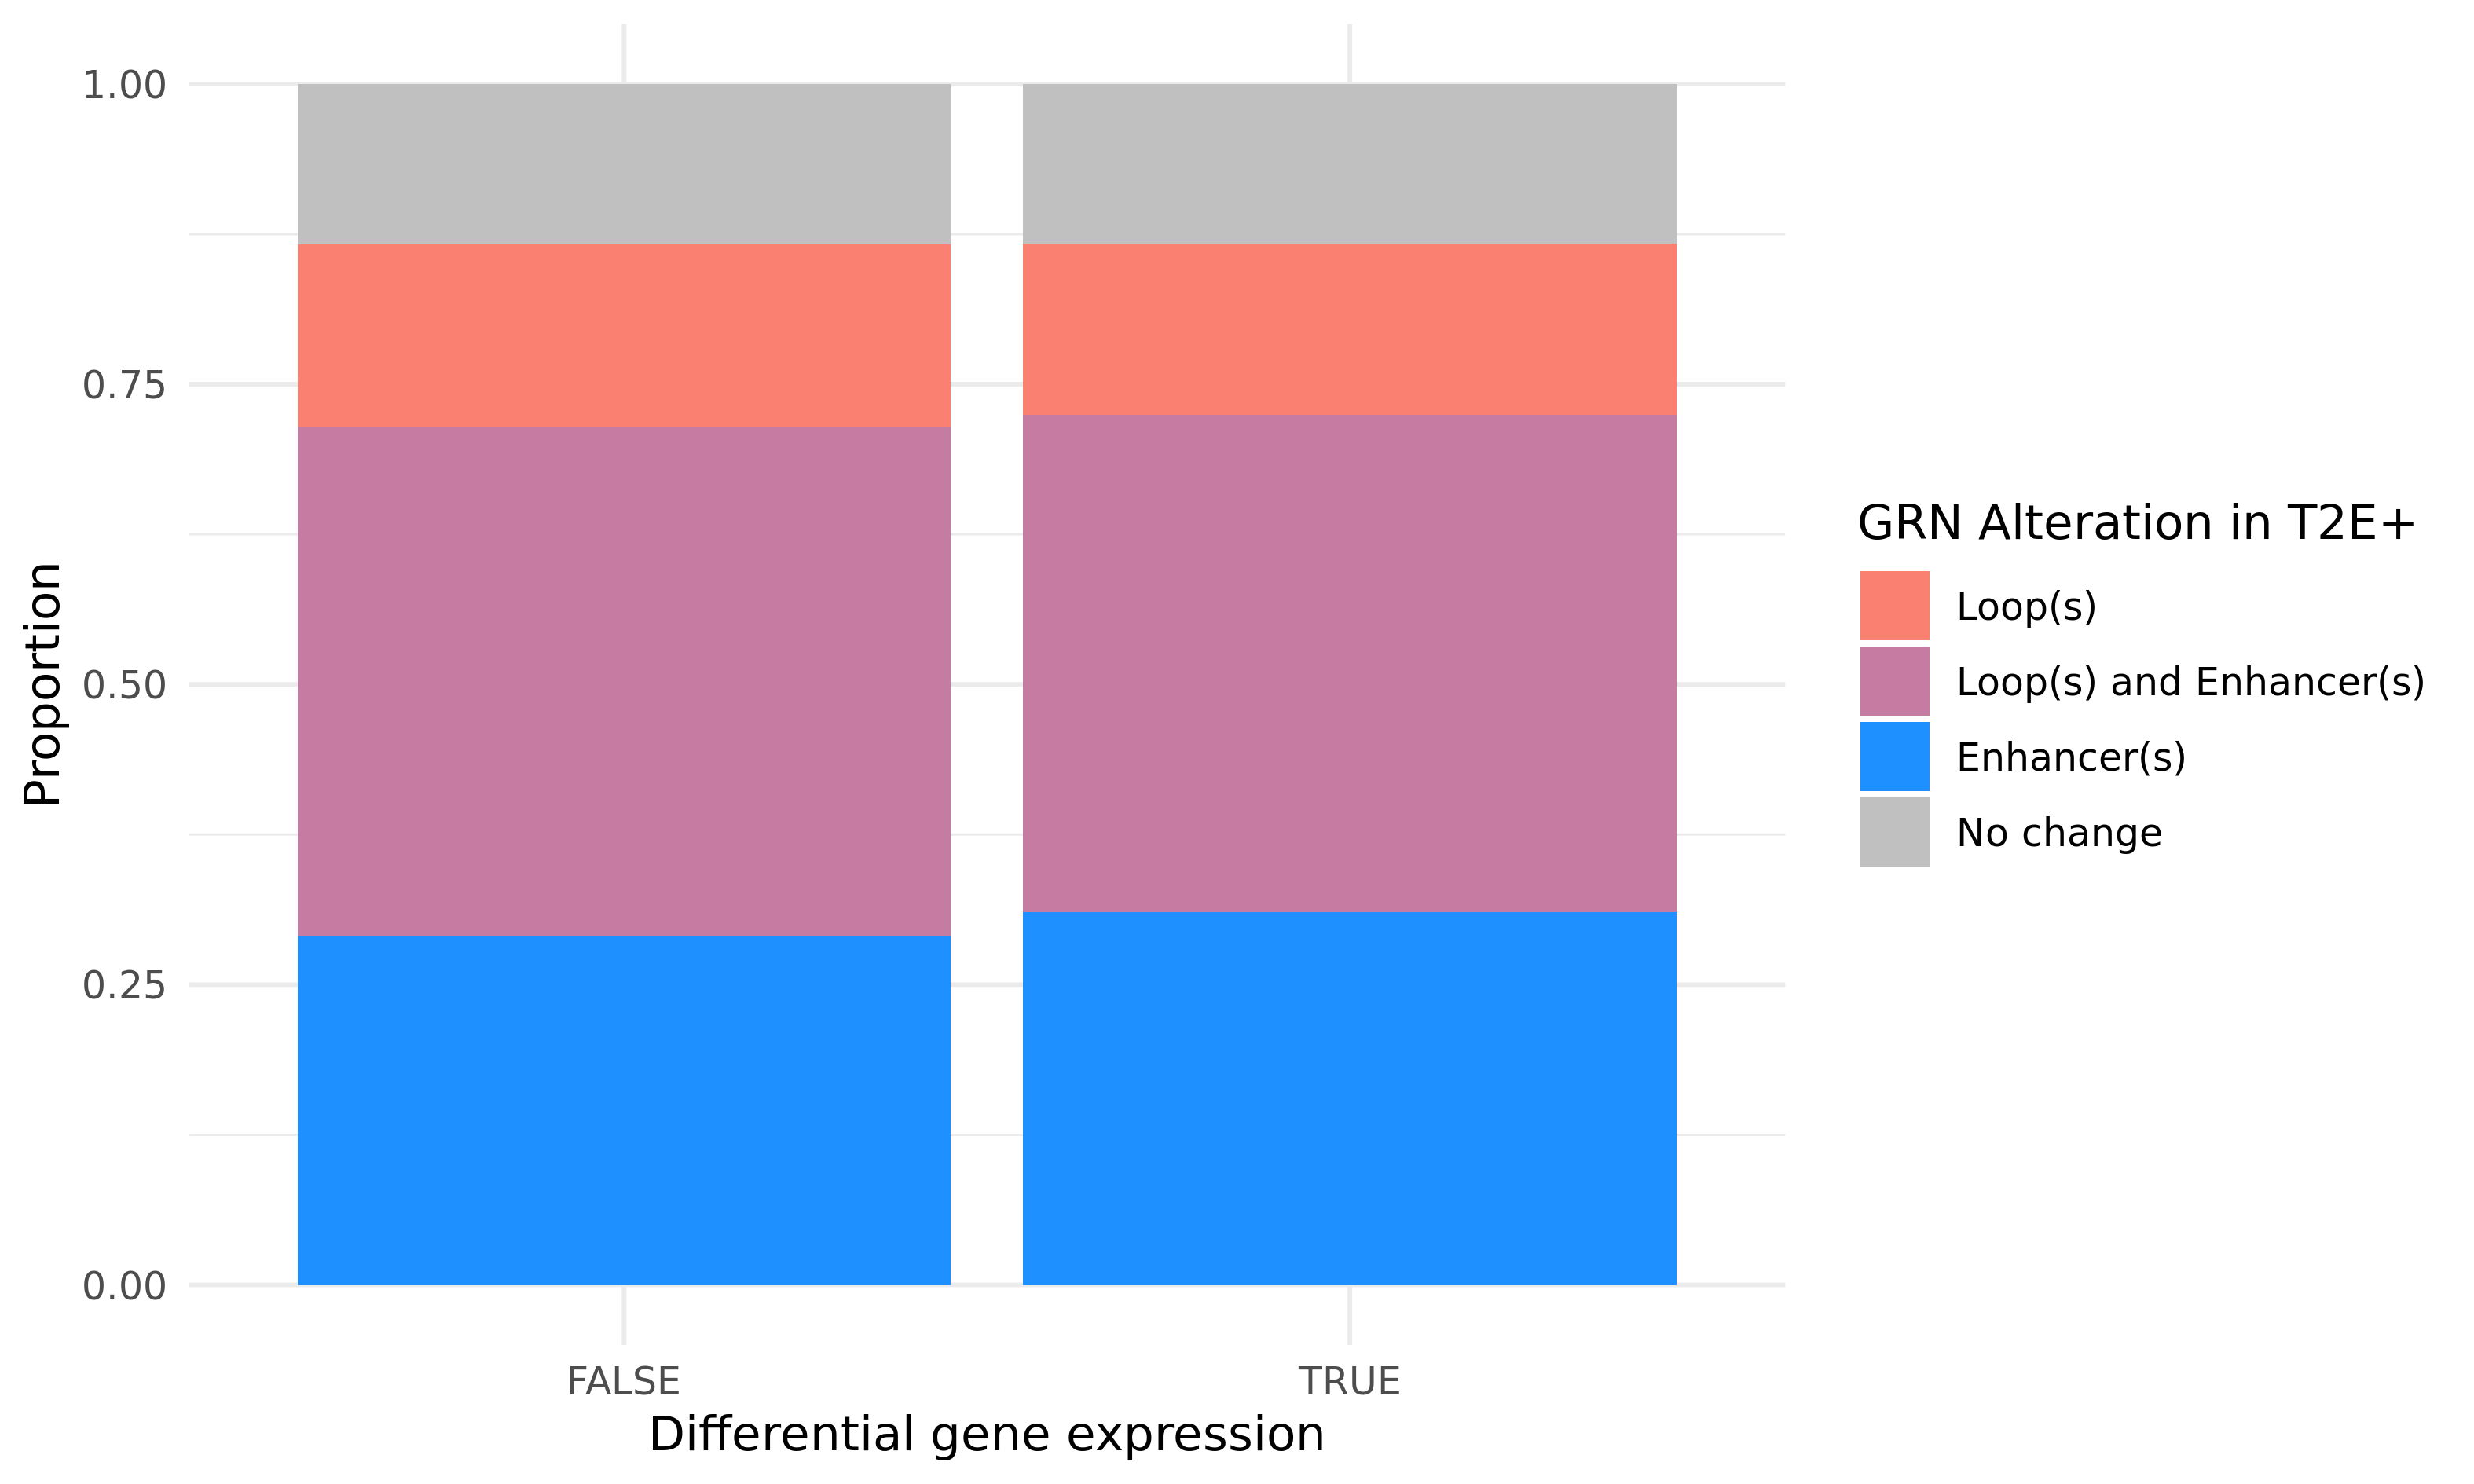 1.00
0.75
0.50
0.25
0.00
Proportion
FALSE
TRUE
Differential gene expression
GRN Alteration in T2E+
Loop(s)
Loop(s) and Enhancer(s)
Enhancer(s)
No change